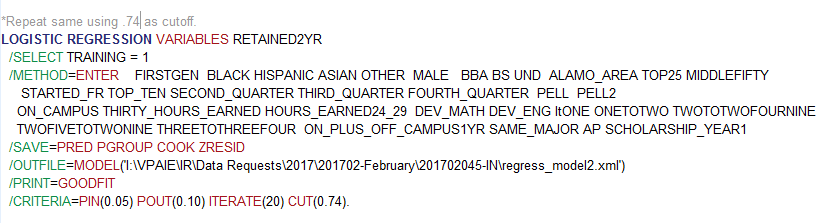 *Repeat same using .74 as cutoff.
LOGISTIC REGRESSION VARIABLES RETAINED2YR
/SELECT TRAINING = 1
/METHOD=ENTER FIRSTGEN BLACK HISPANIC ASIAN OTHER MALE BBA BS UND ALAMO_AREA TOP25 MIDDLEFIFTY
STARTED_FR TOP_TEN SECOND_QUARTER THIRD_QUARTER FOURTH_QUARTER PELL PELL2
ON_CAMPUS THIRTY_HOURS_EARNED HOURS_EARNED24_29 DEV_MATH DEV_ENG ltONE ONETOTWO TWOTOTWOFOURNINE
TWOFIVETOTWONINE THREETOTHREEFOUR ON_PLUS_OFF_CAMPUS1YR SAME_MAJOR AP SCHOLARSHIP_YEAR1
/SAVE=PRED PGROUP COOK ZRESID
/OUTFILE=MODEL('I:\VPAIE\IR\Data Requests\2017\201702-February\201702045-IN\regress_model2.xml')
/PRINT=GOODFIT
/CRITERIA=PIN(0.05) POUT(0.10) ITERATE(20) CUT(0.74).